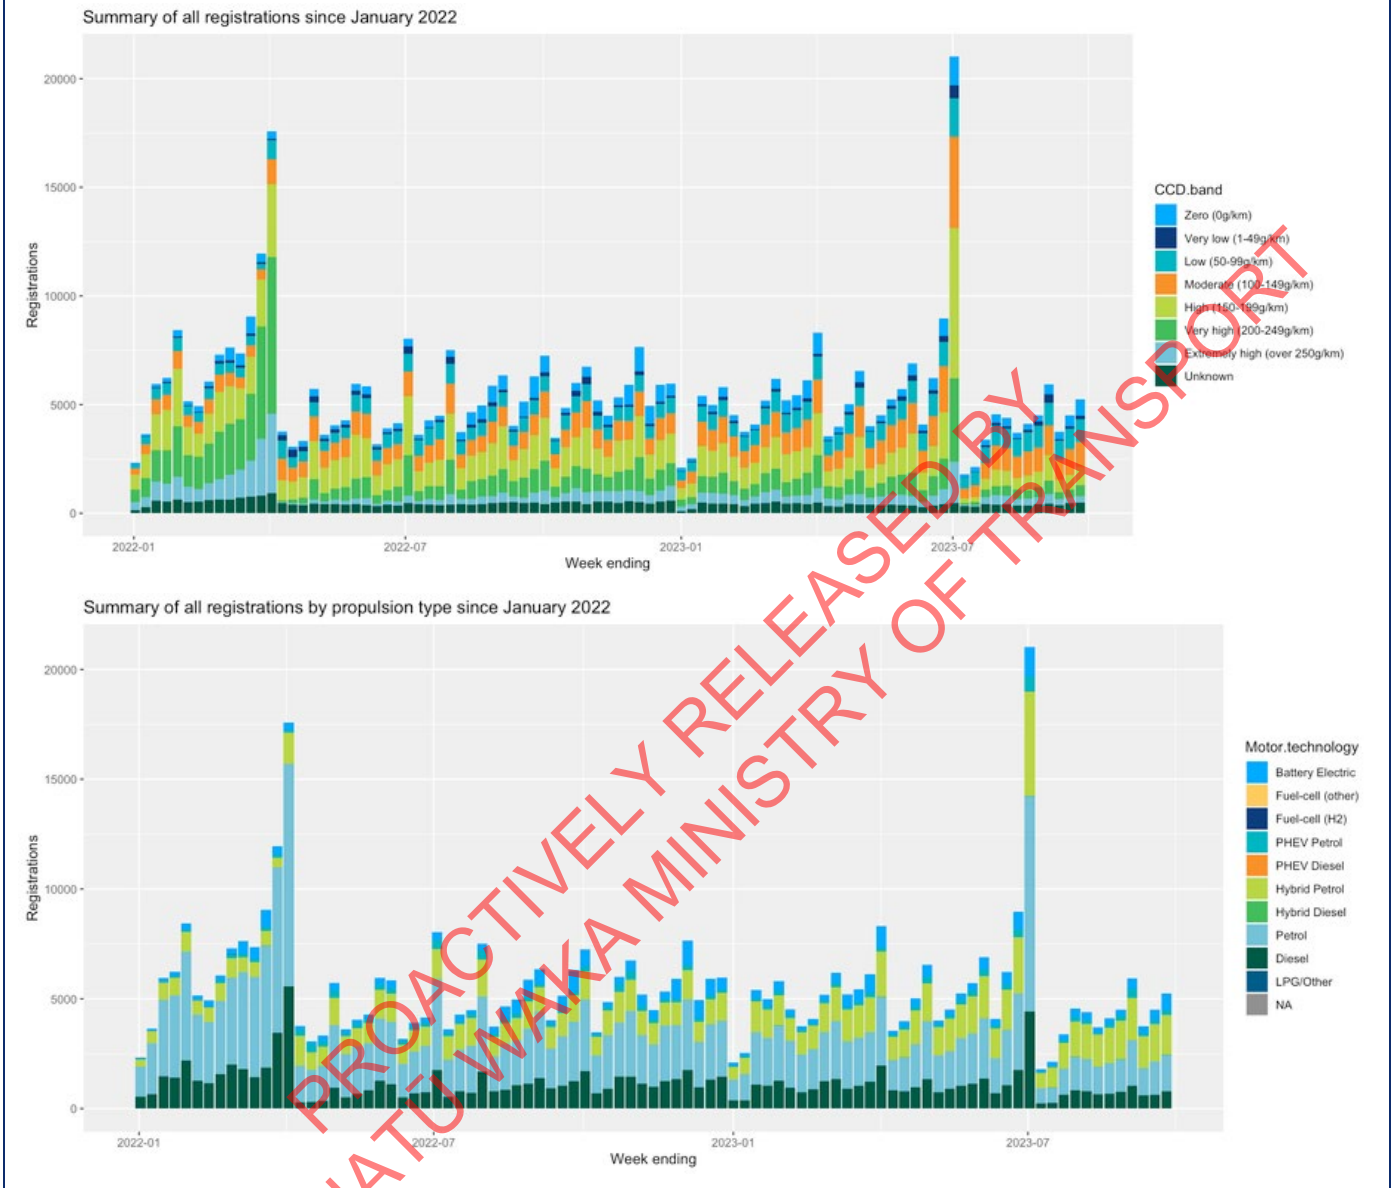 Summary of all registrations since January 2022
Registrations
20000
15000
10000
5000
0
2022-01
2022-07
2023-01
2023-07
Week ending
CCD.band
Zero (0g/km)
Very low (1-49g/km)
Low (50-99g/km)
Moderate (100-149g/km)
High (150-199g/km)
Very high (200-249g/km)
Extremely high (over 250g/km)
Unknown
Summary of all registrations by propulsion type since January 2022
Registrations
20000
15000
10000
5000
0
2022-01
2022-07
2023-01
2023-07
Week ending
Motor.technology
Battery Electric
Fuel-cell (other)
Fuel-cell (H2)
PHEV Petrol
PHEV Diesel
Hybrid Petrol
Hybrid Diesel
Petrol
Diesel
LPG/Other
NA
PROACTIVELY RELEASED BY
WAKA MINISTRY OF TRANSPORT